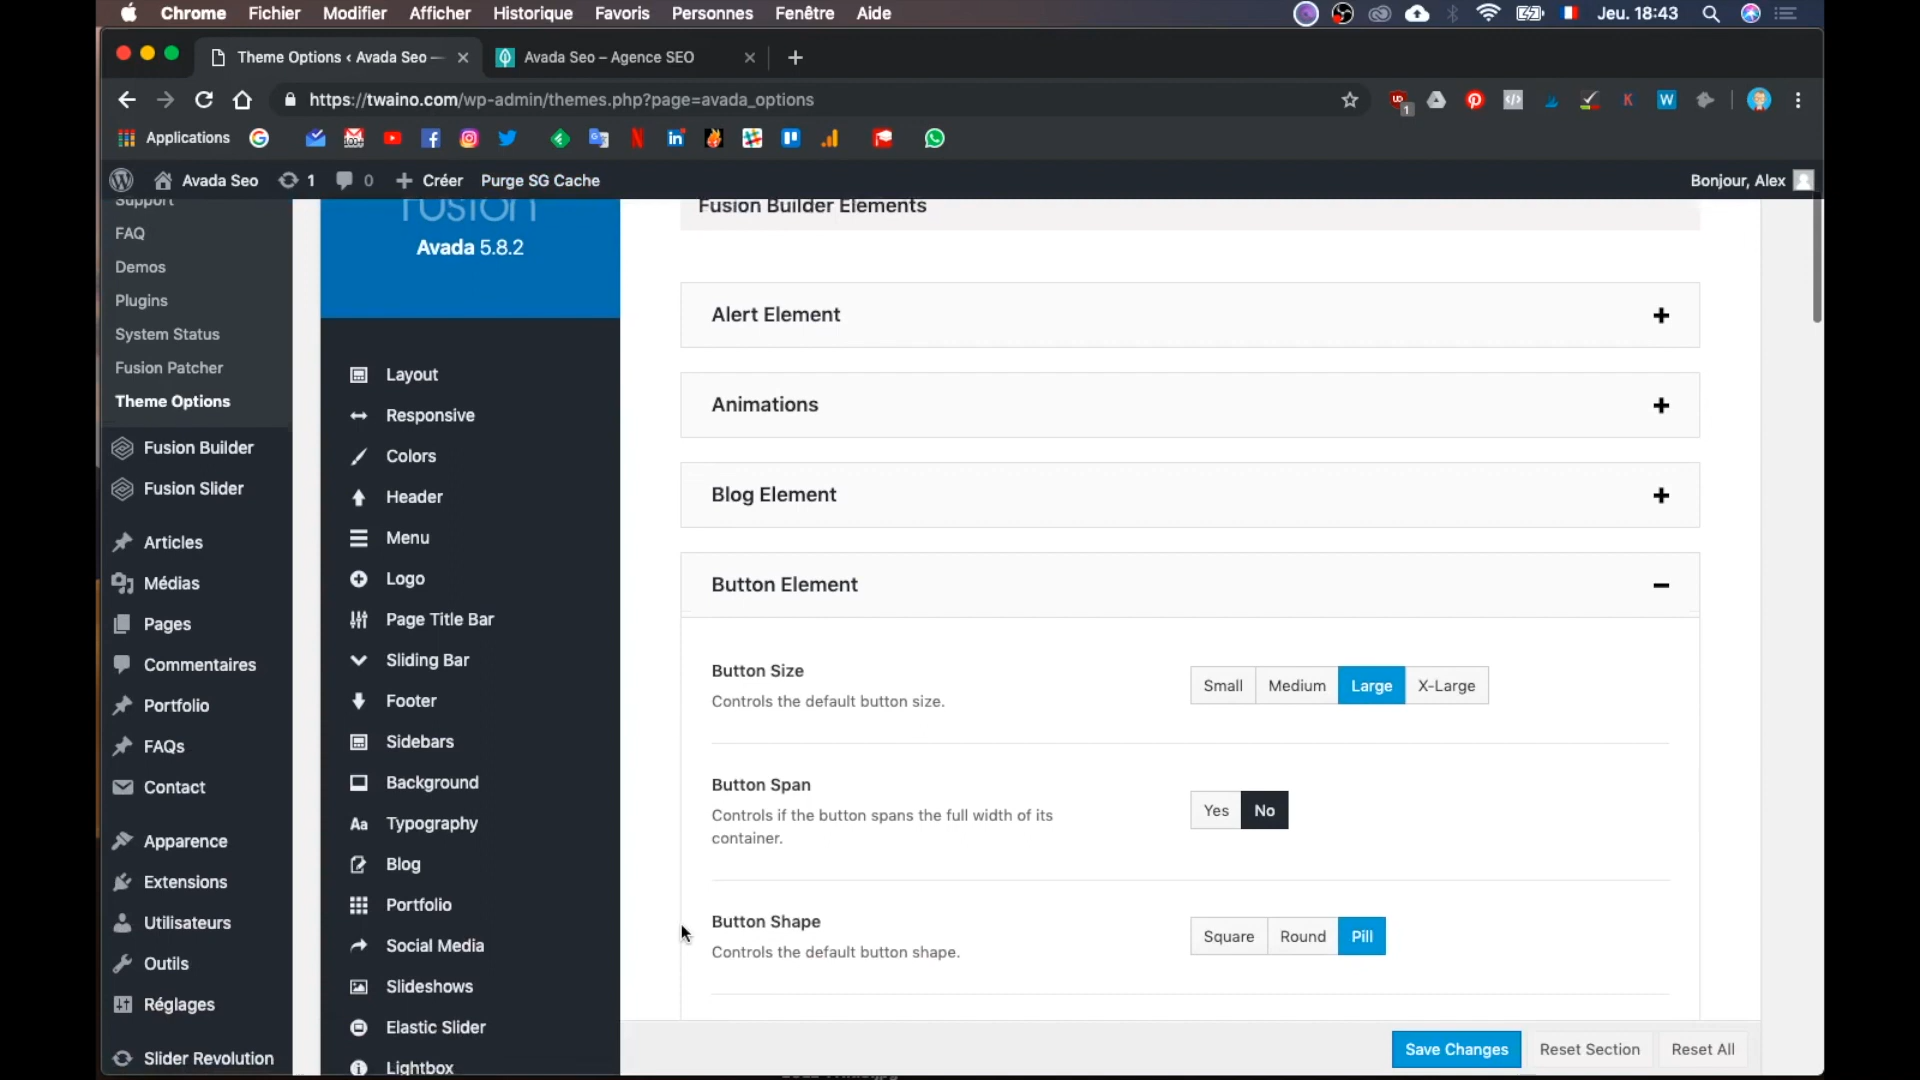 Chrome Fichier Modifier Afficher Historique Favoris Personnes Fenêtre Aide Jeu. 18:43
Theme Options ‹ Avada Seo — Avada Seo – Agence SEO
https://twaino.com/wp-admin/themes.php?page=avada_options
Applications
Avada Seo 1 0 Créer Purge SG Cache Bonjour, Alex
Support
FAQ
Demos
Plugins
System Status
Fusion Patcher
Theme Options
Fusion Builder
Fusion Slider
Articles
Médias
Pages
Commentaires
Portfolio
FAQs
Contact
Apparence
Extensions
Utilisateurs
Outils
Réglages
Slider Revolution
Fusion
Avada 5.8.2
Layout
Responsive
Colors
Header
Menu
Logo
Page Title Bar
Sliding Bar
Footer
Sidebars
Background
Typography
Blog
Portfolio
Social Media
Slideshows
Elastic Slider
Lightbox
Fusion Builder Elements
Alert Element
Animations
Blog Element
Button Element
Button Size
Controls the default button size.
Small Medium Large X-Large
Button Span
Controls if the button spans the full width of its
container.
Yes No
Button Shape
Controls the default button shape.
Square Round Pill
Save Changes Reset Section Reset All